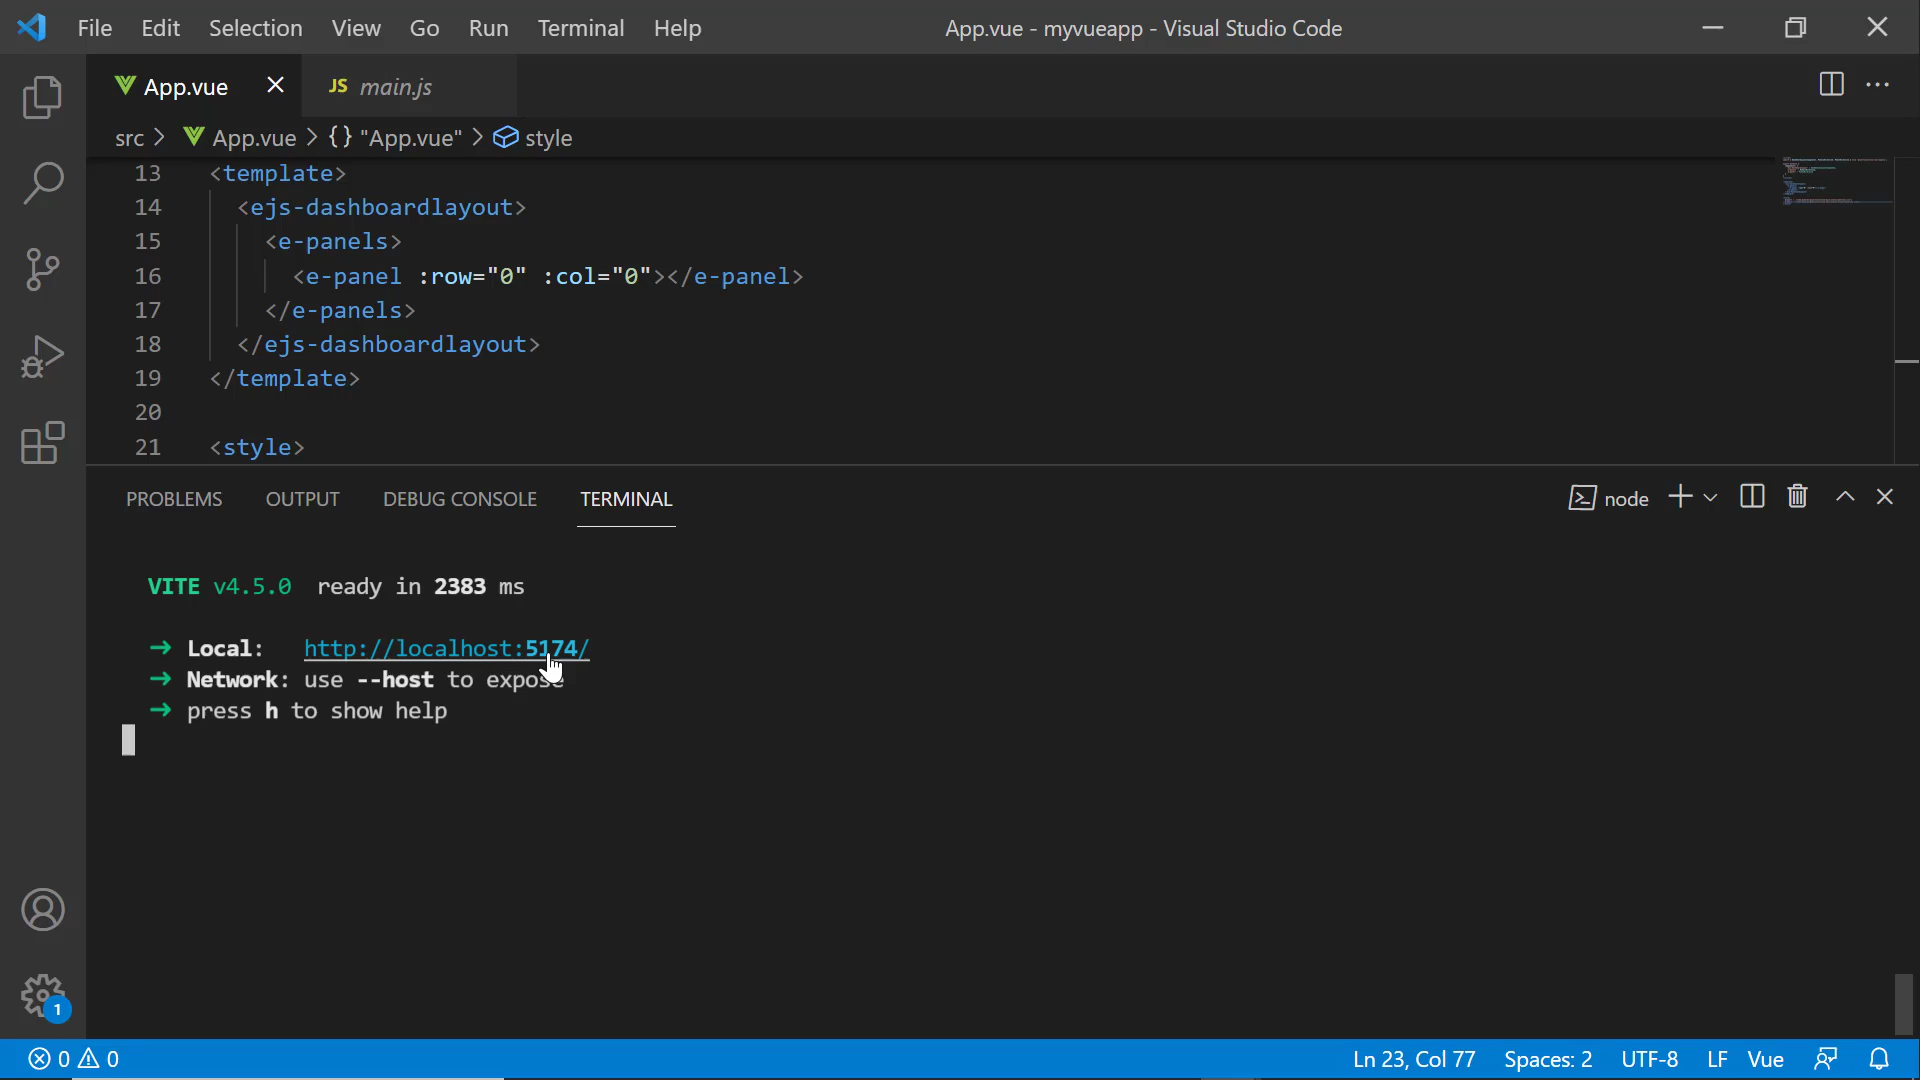 File Edit Selection View Go Run Terminal Help App.vue - myvueapp - Visual Studio Code
App.vue JS main.js
src > App.vue > {} "App.vue" > style
13 <template>
14 <ejs-dashboardlayout>
15 <e-panels>
16 <e-panel :row="0" :col="0"></e-panel>
17 </e-panels>
18 </ejs-dashboardlayout>
19 </template>
20
21 <style>
PROBLEMS OUTPUT DEBUG CONSOLE TERMINAL node
VITE v4.5.0 ready in 2383 ms
➜ Local: http://localhost:5174/
➜ Network: use --host to expose
➜ press h to show help
1
0 0 Ln 23, Col 77 Spaces: 2 UTF-8 LF Vue